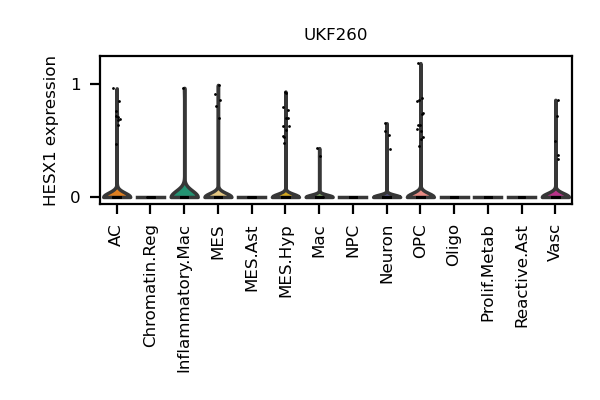 UKF260
HESX1 expression
1
0
AC
Chromatin.Reg
Inflammatory.Mac
MES
MES.Ast
MES.Hyp
Mac
NPC
Neuron
OPC
Oligo
Prolif.Metab
Reactive.Ast
Vasc